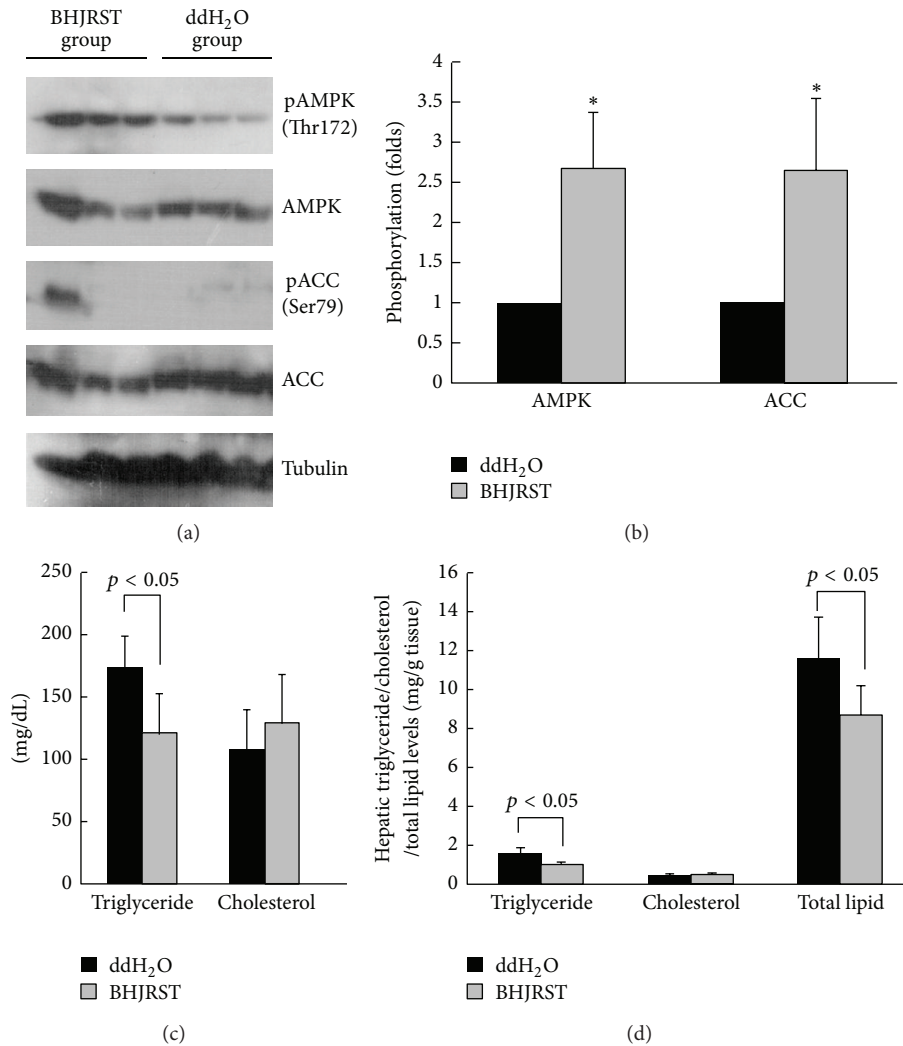 BHJRST group
ddH₂O group
pAMPK
(Thr172)
AMPK
pACC
(Ser79)
ACC
Tubulin
(a)
Phosphorylation (folds)
4
3.5
3
2.5
2
1.5
1
0.5
0
*
*
AMPK
ACC
ddH₂O
BHJRST
(b)
(mg/dL)
250
200
150
100
50
0
p < 0.05
Triglyceride
Cholesterol
ddH₂O
BHJRST
(c)
Hepatic triglyceride/cholesterol
/total lipid levels (mg/g tissue)
16
14
12
10
8
6
4
2
0
p < 0.05
p < 0.05
Triglyceride
Cholesterol
Total lipid
ddH₂O
BHJRST
(d)